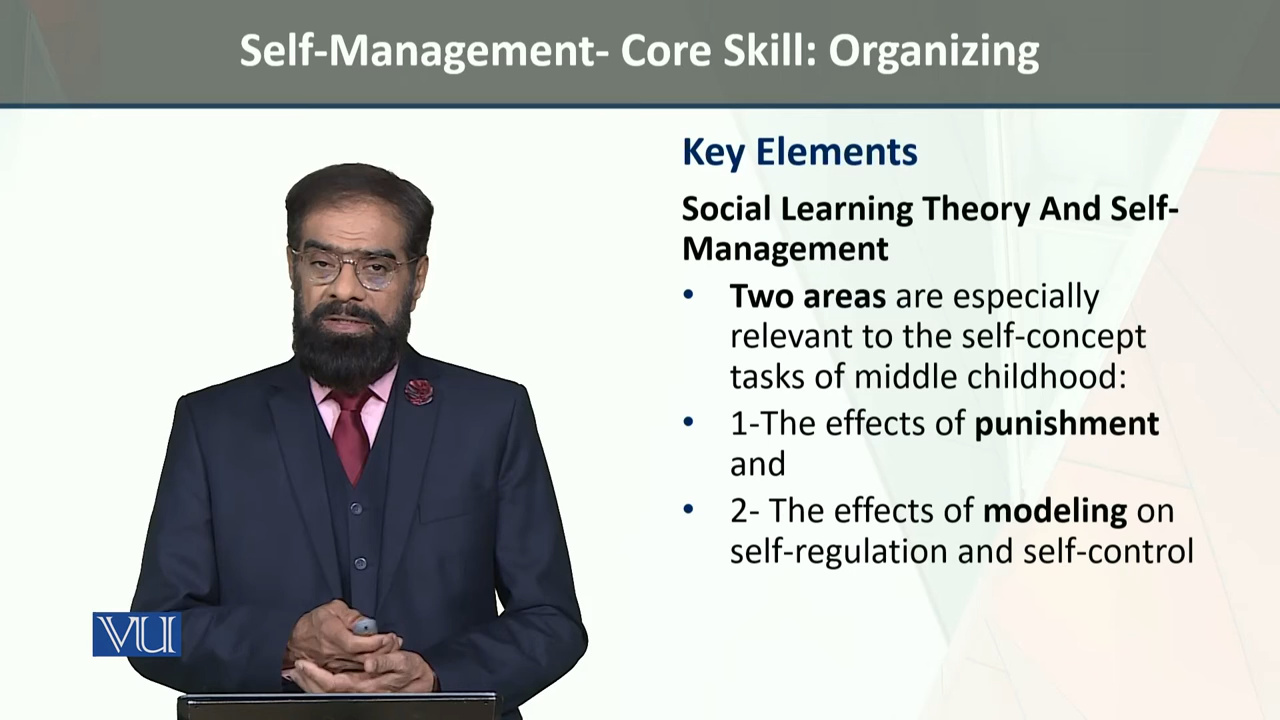 Self-Management- Core Skill: Organizing
Key Elements
Social Learning Theory And Self-
Management
• Two areas are especially
relevant to the self-concept
tasks of middle childhood:
• 1-The effects of punishment
and
• 2- The effects of modeling on
self-regulation and self-control
VU